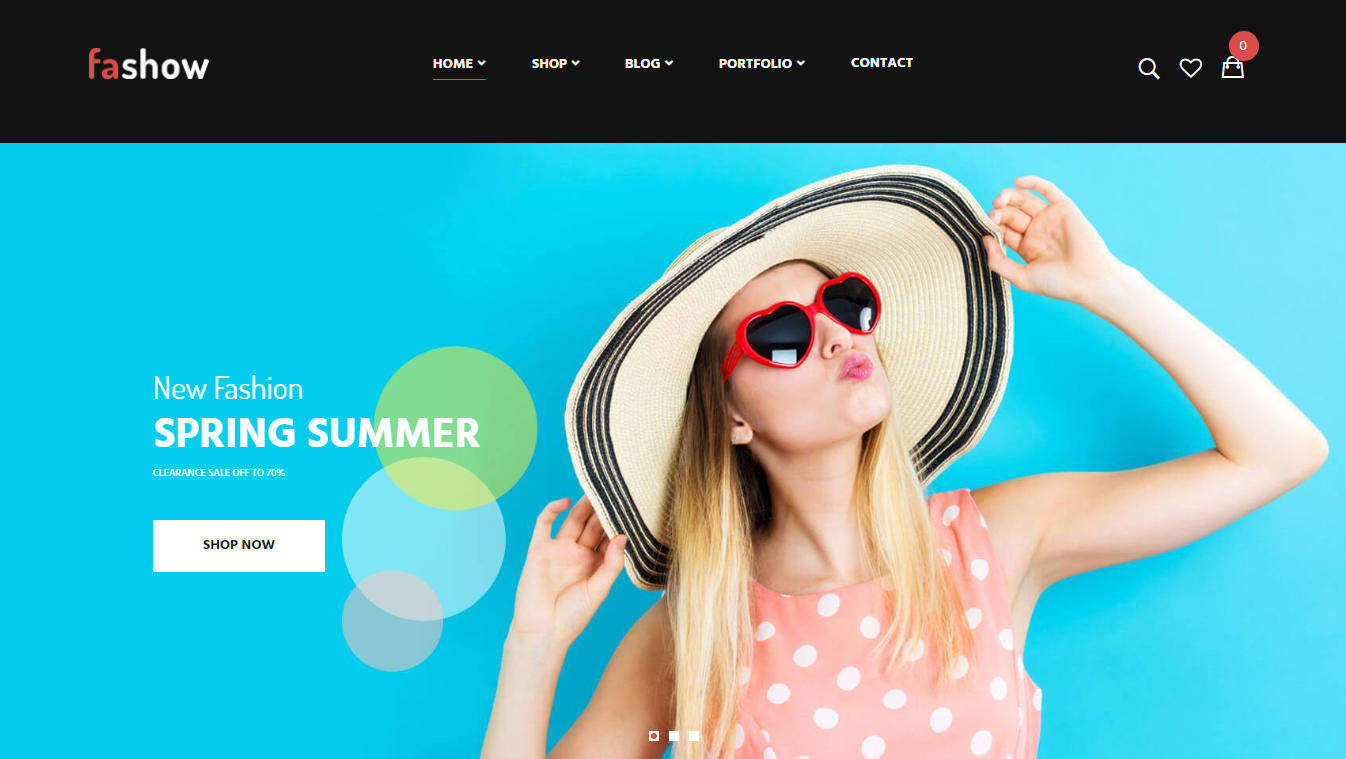 fashow
HOME
SHOP
BLOG
PORTFOLIO
CONTACT
0
New Fashion
SPRING SUMMER
CLEARANCE SALE OFF TO 70%
SHOP NOW